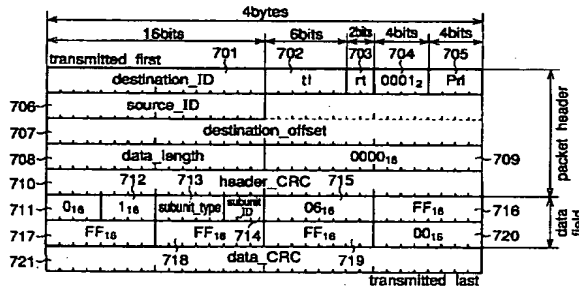 4bytes
16bits 6bits 2bits 4bits 4bits
transmitted first 701 702 703 704 705
destination_ID tl rt 0001₂ Pri
706 source_ID
707 destination_offset
708 data_length 0000₁₆ 709
710 header_CRC
712 713 715
711 0₁₆ 1₁₆ subunit_type subunit_ID 06₁₆ FF₁₆ 716
717 FF₁₆ FF₁₆ 714 FF₁₆ 00₁₆ 720
721 data_CRC
718 719
transmitted last
packet header
data field